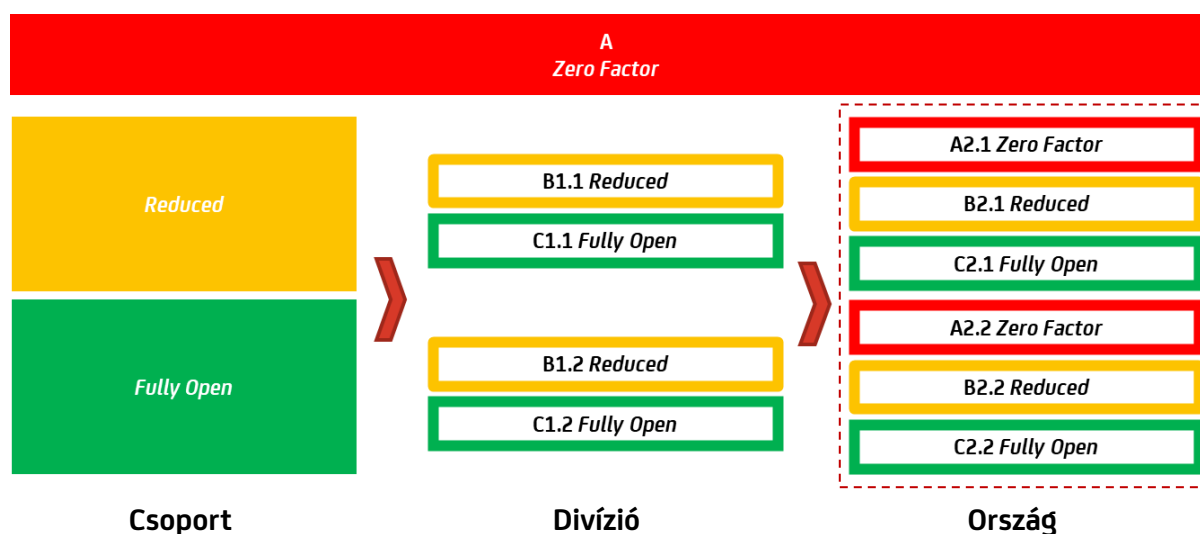 A
Zero Factor
Reduced
Fully Open
B1.1 Reduced
C1.1 Fully Open
B1.2 Reduced
C1.2 Fully Open
A2.1 Zero Factor
B2.1 Reduced
C2.1 Fully Open
A2.2 Zero Factor
B2.2 Reduced
C2.2 Fully Open
Csoport
Divízió
Ország